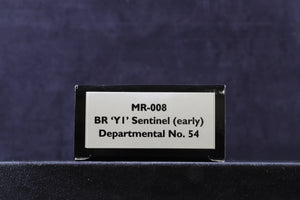 MR-008
BR ‘Y1’ Sentinel (early)
Departmental No. 54